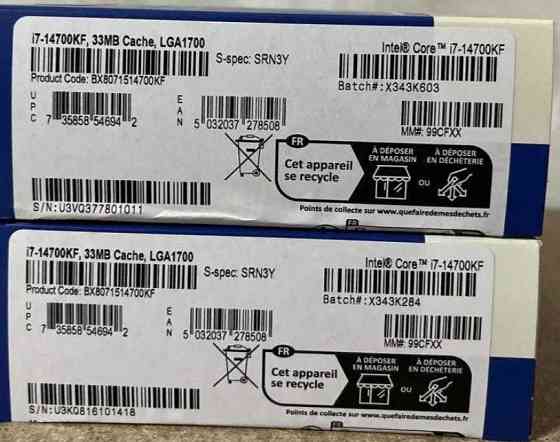 i7-14700KF, 33MB Cache, LGA1700
Intel® Core™ i7-14700KF
S-spec: SRN3Y
Product Code: BX8071514700KF
Batch#: X343K603
UPC
7 35858 54694 2
EAN
5 032037 278508
MM#: 99CFXX
FR
Cet appareil
se recycle
À DÉPOSER
EN MAGASIN
OU
À DÉPOSER
EN DÉCHÈTERIE
Points de collecte sur www.quefairedemesdechets.fr
S/N: U3VQ377801011
FR
i7-14700KF, 33MB Cache, LGA1700
Intel® Core™ i7-14700KF
S-spec: SRN3Y
Product Code: BX8071514700KF
Batch#: X343K284
UPC
7 35858 54694 2
EAN
5 032037 278508
MM#: 99CFXX
FR
Cet appareil
se recycle
À DÉPOSER
EN MAGASIN
OU
À DÉPOSER
EN DÉCHÈTERIE
Points de collecte sur www.quefairedemesdechets.fr
S/N: U3K0816101418